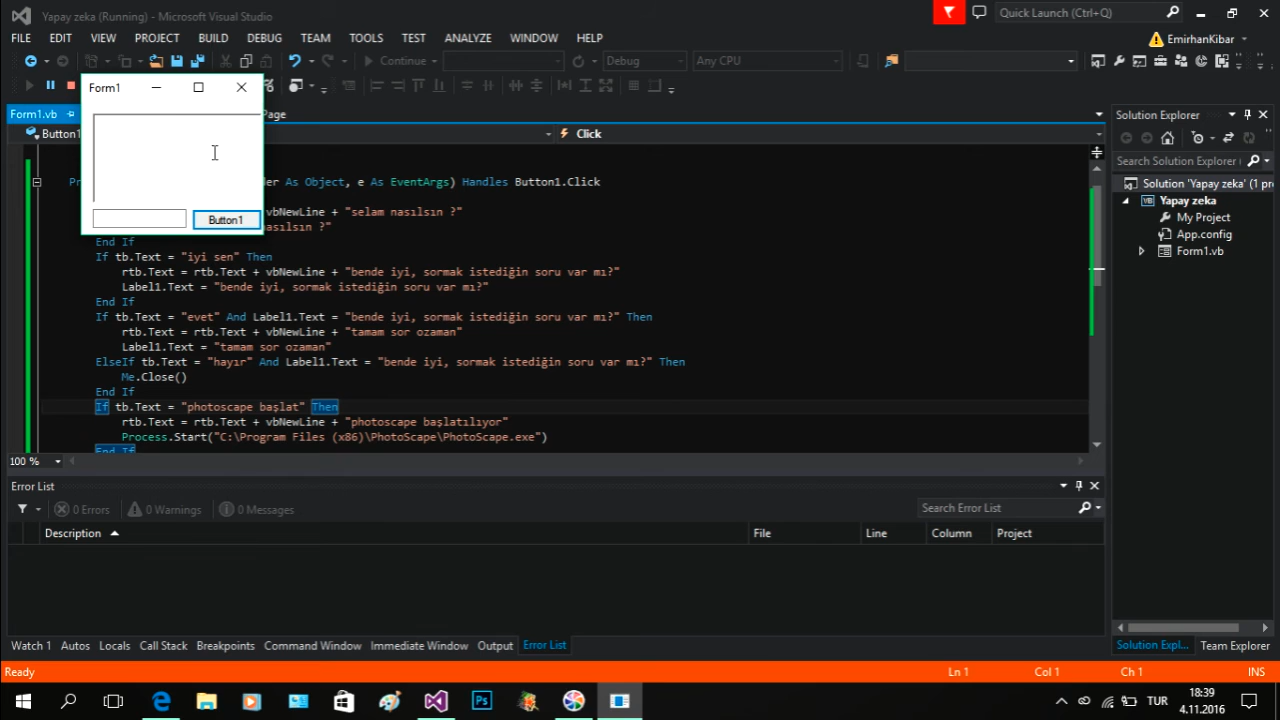 Yapay zeka (Running) - Microsoft Visual Studio
Quick Launch (Ctrl+Q)
FILE EDIT VIEW PROJECT BUILD DEBUG TEAM TOOLS TEST ANALYZE WINDOW HELP
EmirhanKibar
Continue
Debug
Any CPU
Form1
Form1.vb
Page
Solution Explorer
Button1
Click
Search Solution Explorer
Solution 'Yapay zeka' (1 pr
Yapay zeka
My Project
App.config
Form1.vb
Button1
der As Object, e As EventArgs) Handles Button1.Click
vbNewLine + "selam nasılsın ?"
asılsın ?"
End If
If tb.Text = "iyi sen" Then
rtb.Text = rtb.Text + vbNewLine + "bende iyi, sormak istediğin soru var mı?"
Label1.Text = "bende iyi, sormak istediğin soru var mı?"
End If
If tb.Text = "evet" And Label1.Text = "bende iyi, sormak istediğin soru var mı?" Then
rtb.Text = rtb.Text + vbNewLine + "tamam sor ozaman"
Label1.Text = "tamam sor ozaman"
ElseIf tb.Text = "hayır" And Label1.Text = "bende iyi, sormak istediğin soru var mı?" Then
Me.Close()
End If
If tb.Text = "photoscape başlat" Then
rtb.Text = rtb.Text + vbNewLine + "photoscape başlatılıyor"
Process.Start("C:\Program Files (x86)\PhotoScape\PhotoScape.exe")
End If
100 %
Error List
0 Errors 0 Warnings 0 Messages
Search Error List
Description File Line Column Project
Watch 1 Autos Locals Call Stack Breakpoints Command Window Immediate Window Output Error List
Solution Expl... Team Explorer
Ready Ln 1 Col 1 Ch 1 INS
Ps
TUR
18:39
4.11.2016